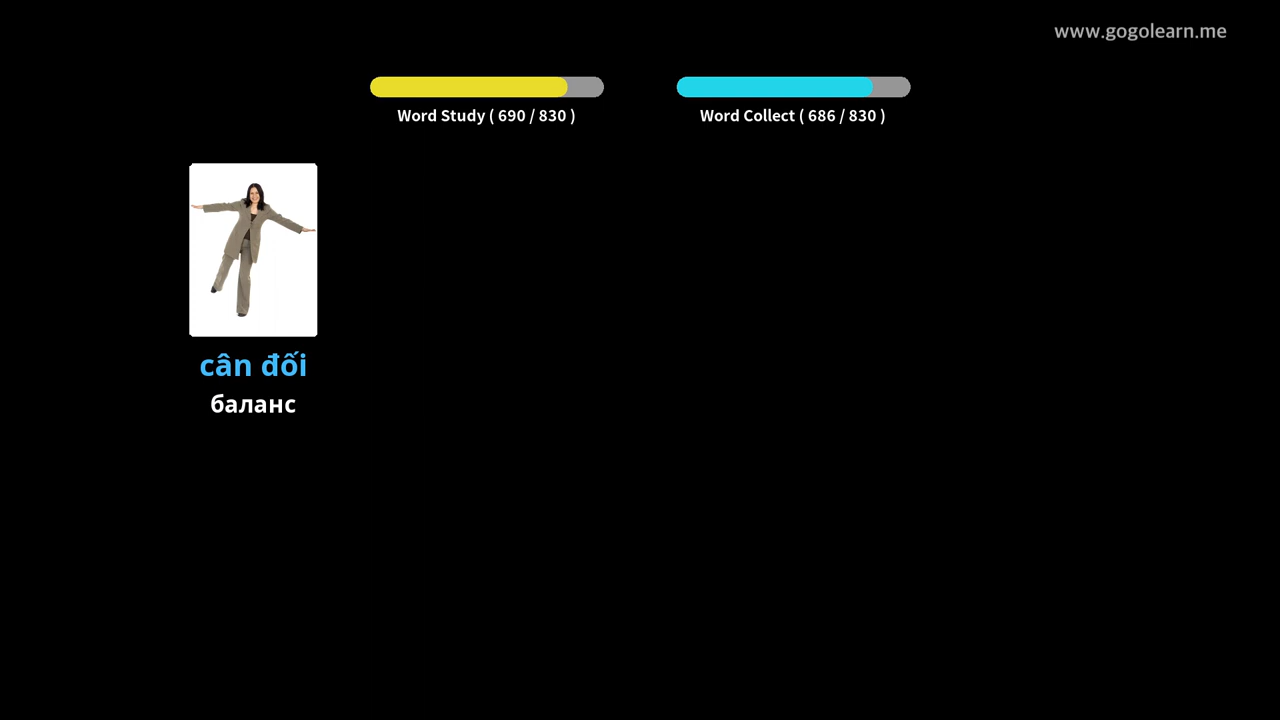 www.gogolearn.me
Word Study ( 690 / 830 )
Word Collect ( 686 / 830 )
cân đối
баланс